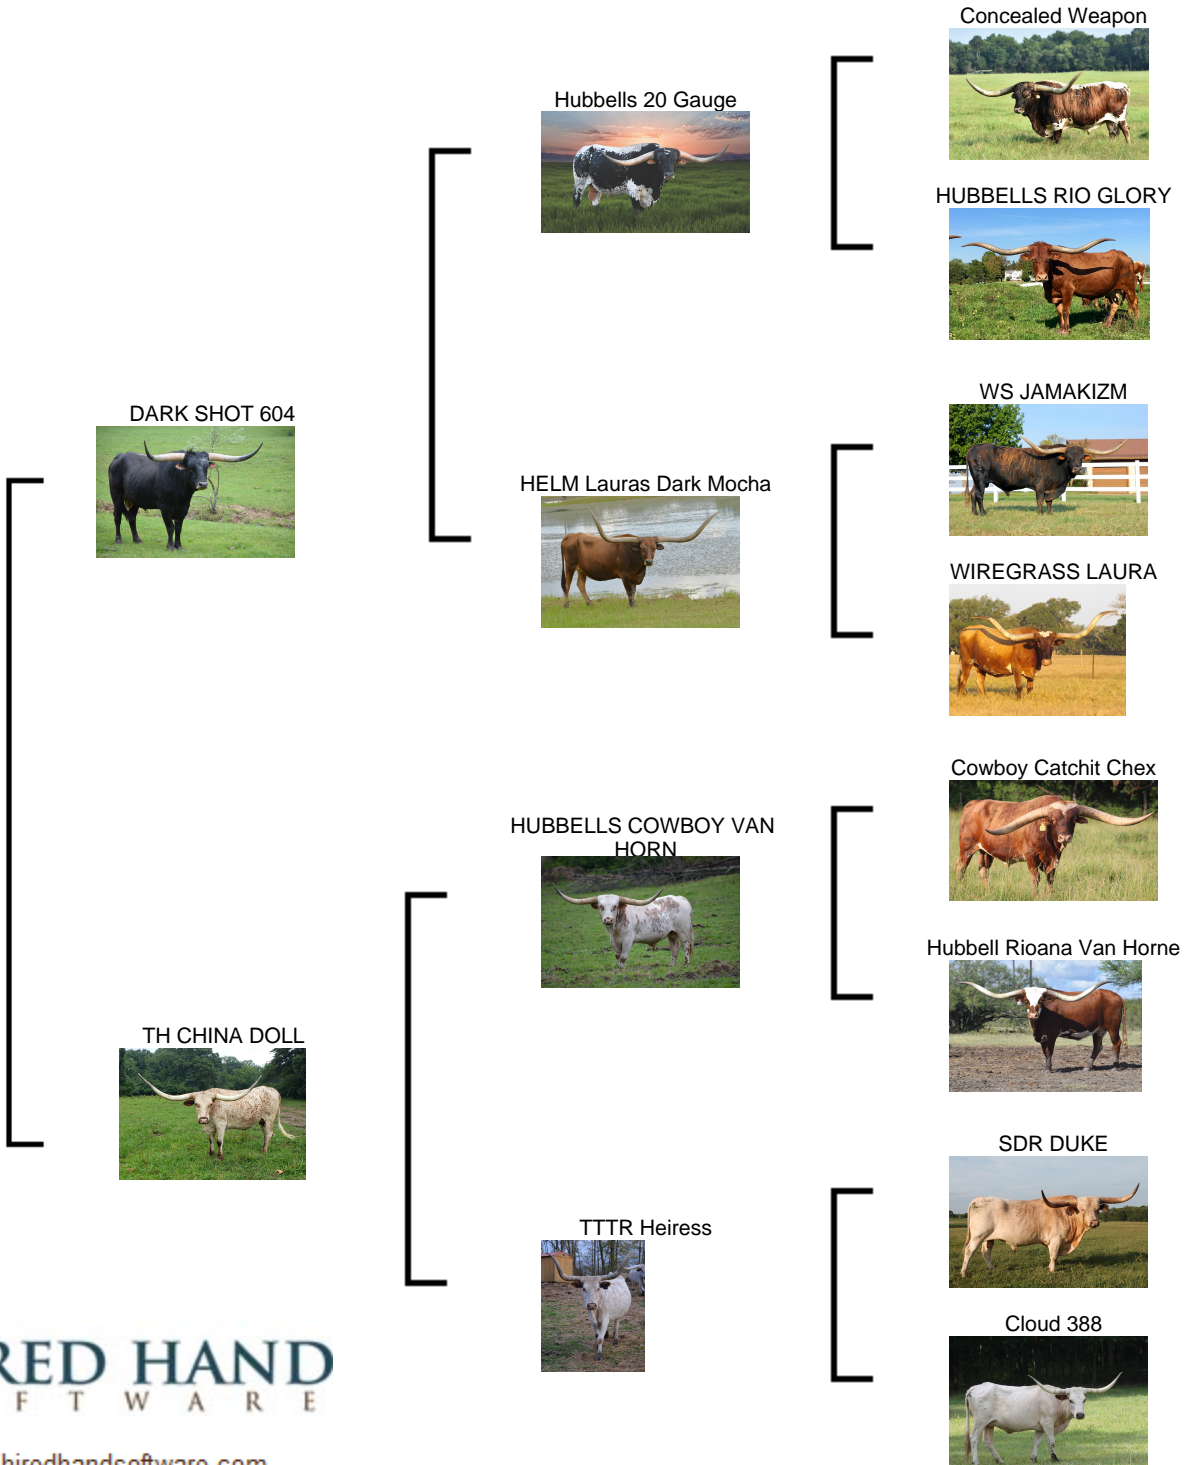 Concealed Weapon
Hubbells 20 Gauge
HUBBELLS RIO GLORY
WS JAMAKIZM
DARK SHOT 604
HELM Lauras Dark Mocha
WIREGRASS LAURA
Cowboy Catchit Chex
HUBBELLS COWBOY VAN
HORN
Hubbell Rioana Van Horne
TH CHINA DOLL
SDR DUKE
TTTR Heiress
Cloud 388
RED HAND
F T W A R E
hiredhandsoftware.com